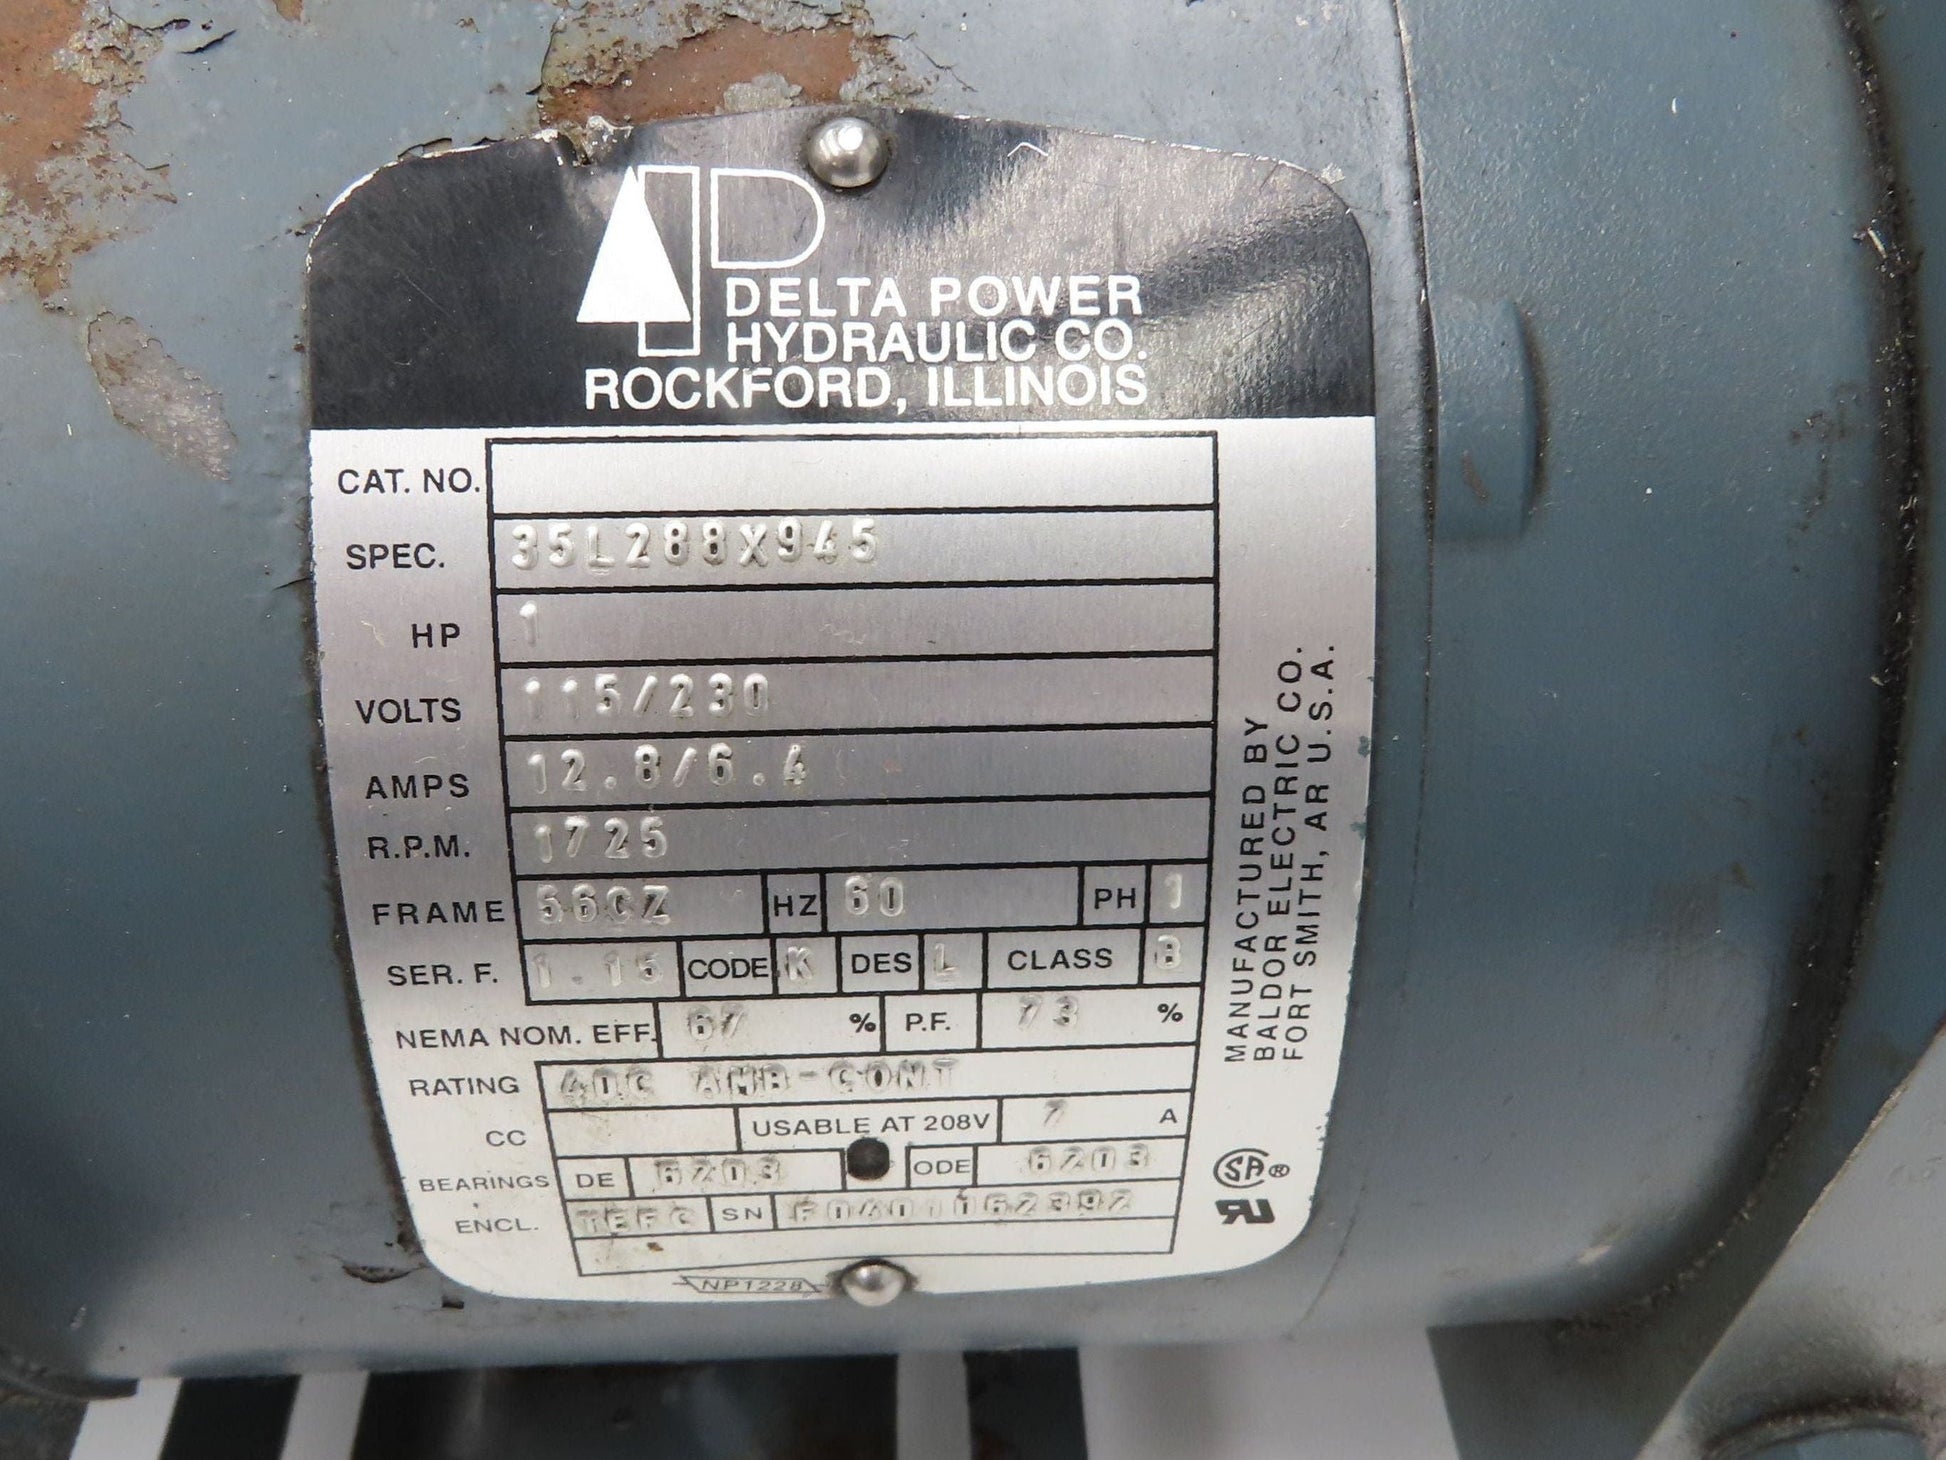 DELTA POWER
HYDRAULIC CO.
ROCKFORD, ILLINOIS
CAT. NO.
SPEC. 35L288X945
HP 1
VOLTS 115/230
AMPS 12.8/6.4
R.P.M. 1725
FRAME 56CZ HZ 60 PH 1
SER. F. 1.15 CODE K DES L CLASS B
NEMA NOM. EFF. 67 % P.F. 73 %
RATING 40C AMB-CONT
CC USABLE AT 208V 7 A
BEARINGS DE 6203 ODE 6203
ENCL. TEFC SN F0401162392
NP1228
MANUFACTURED BY
BALDOR ELECTRIC CO.
FORT SMITH, AR U.S.A.
SA ®